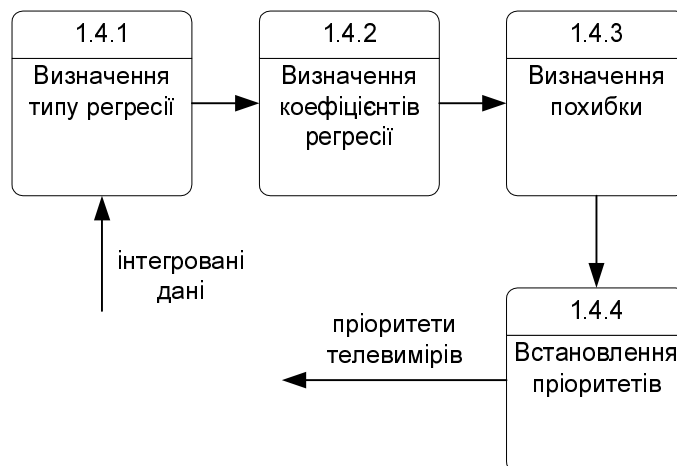 1.4.1
Визначення
типу регресії
1.4.2
Визначення
коефіцієнтів
регресії
1.4.3
Визначення
похибки
інтегровані
дані
1.4.4
Встановлення
пріоритетів
пріоритети
телевимірів